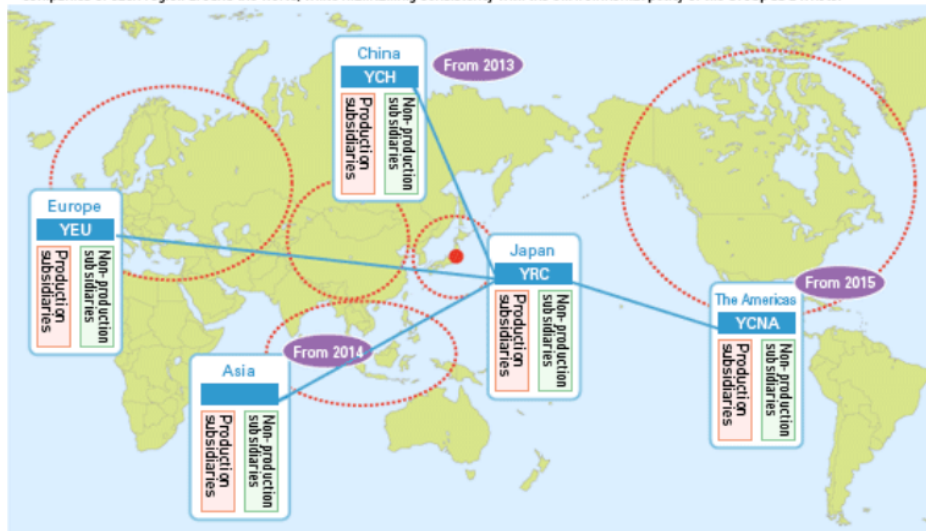 China
YCH
Production
subsidiaries
Non-production
subsidiaries
From 2013
Europe
YEU
Production
subsidiaries
Non-production
subsidiaries
Japan
YRC
Production
subsidiaries
Non-production
subsidiaries
The Americas
YCNA
Production
subsidiaries
Non-production
subsidiaries
From 2015
Asia
Production
subsidiaries
Non-production
subsidiaries
From 2014